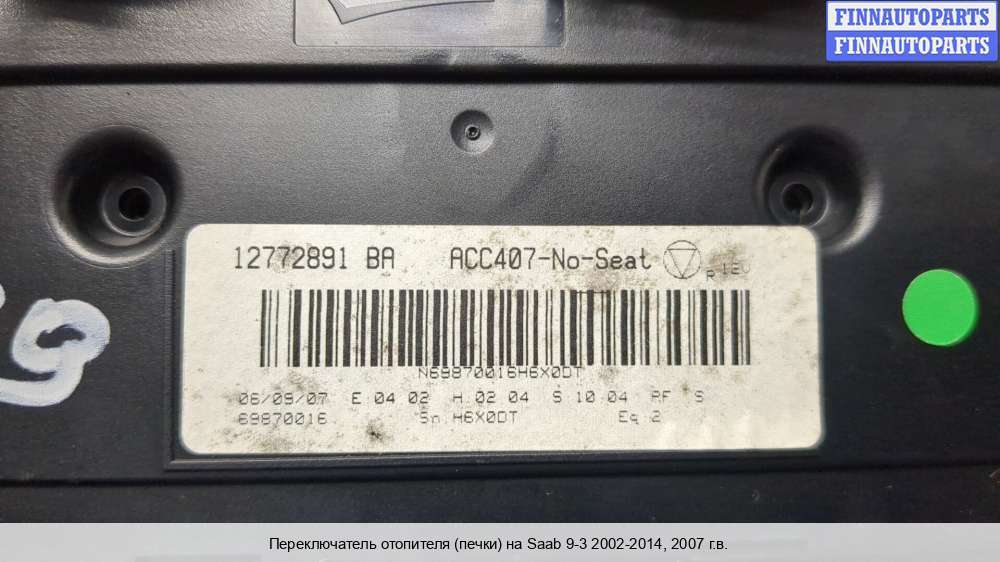 FINNAUTOPARTS
FINNAUTOPARTS
12772891 BA ACC407-No-Seat
N69870016H6X0DT
06/09/07 E 04 02 H.02 04 S 10 04 RF S
69870016 Sn.H6X0DT Eq.2
Переключатель отопителя (печки) на Saab 9-3 2002-2014, 2007 г.в.